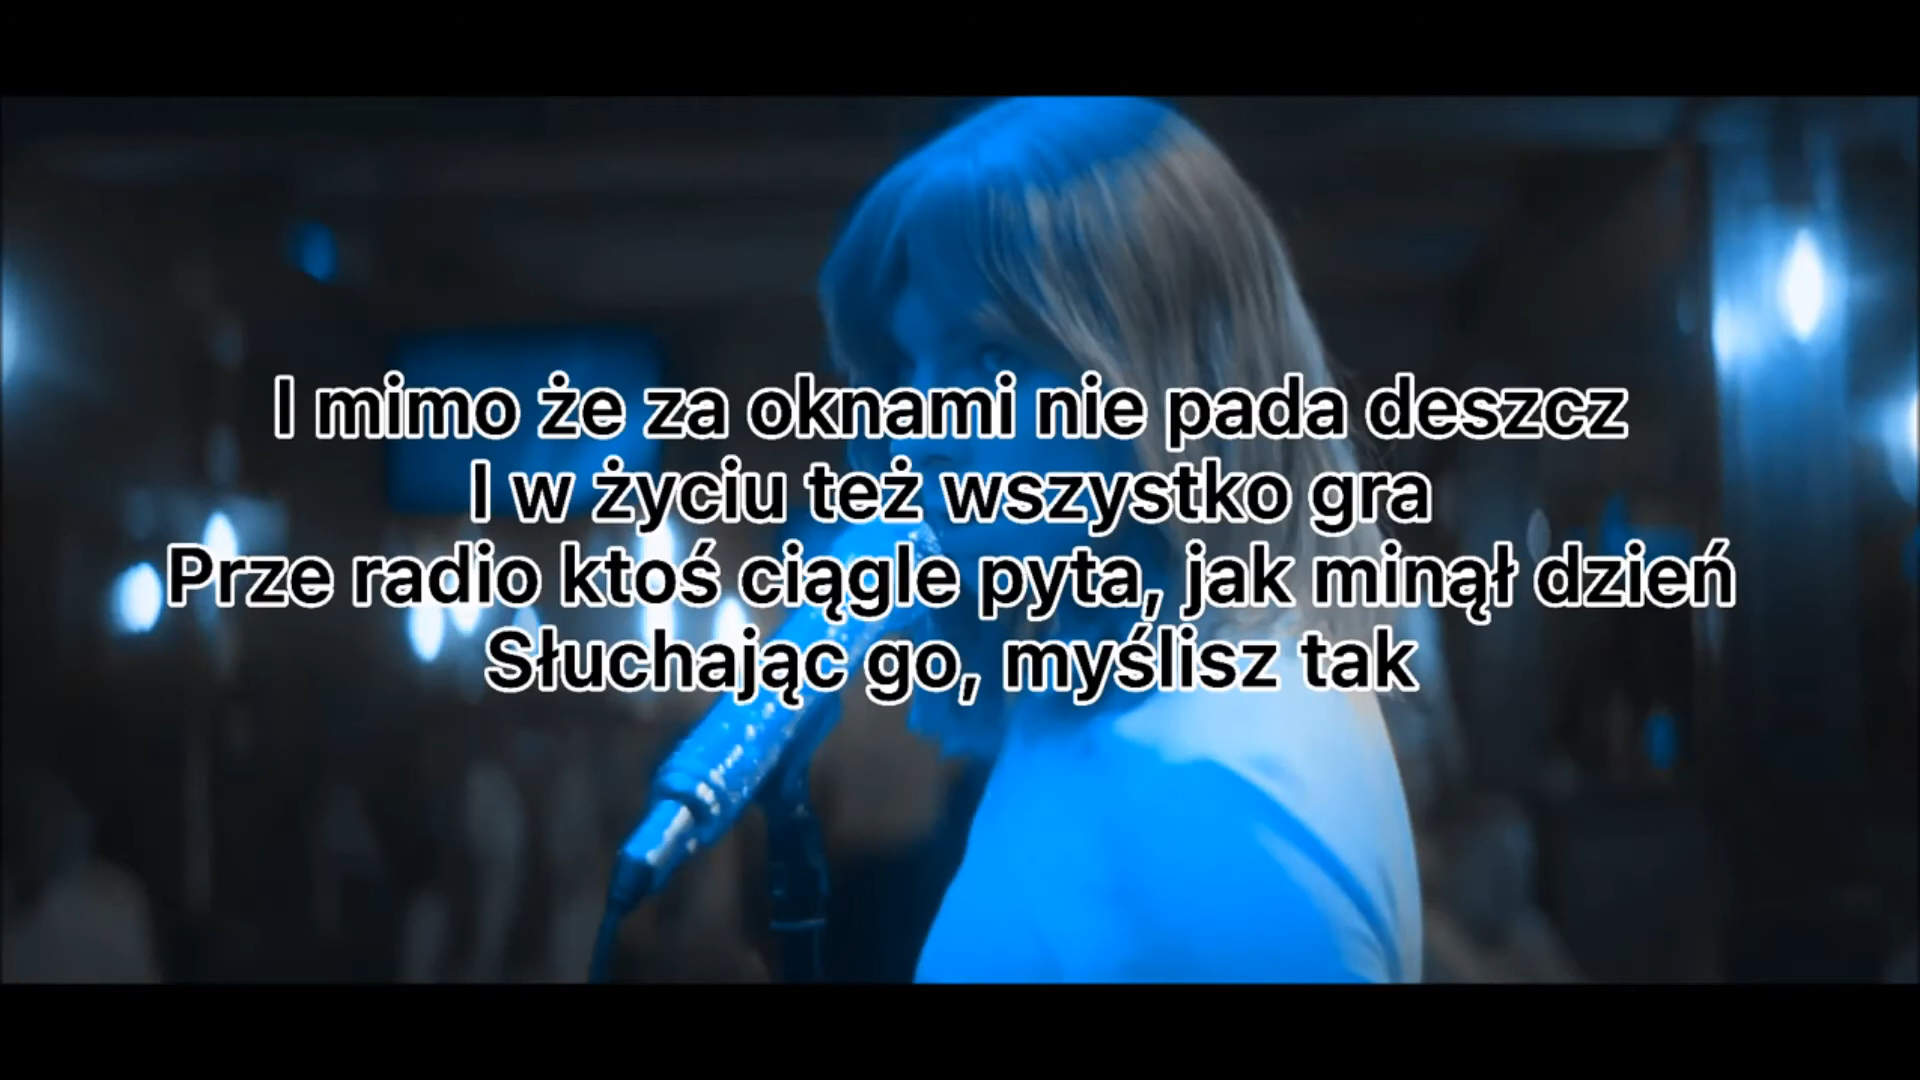 I mimo że za oknami nie pada deszcz
I w życiu też wszystko gra
Prze radio ktoś ciągle pyta, jak minął dzień
Słuchając go, myślisz tak